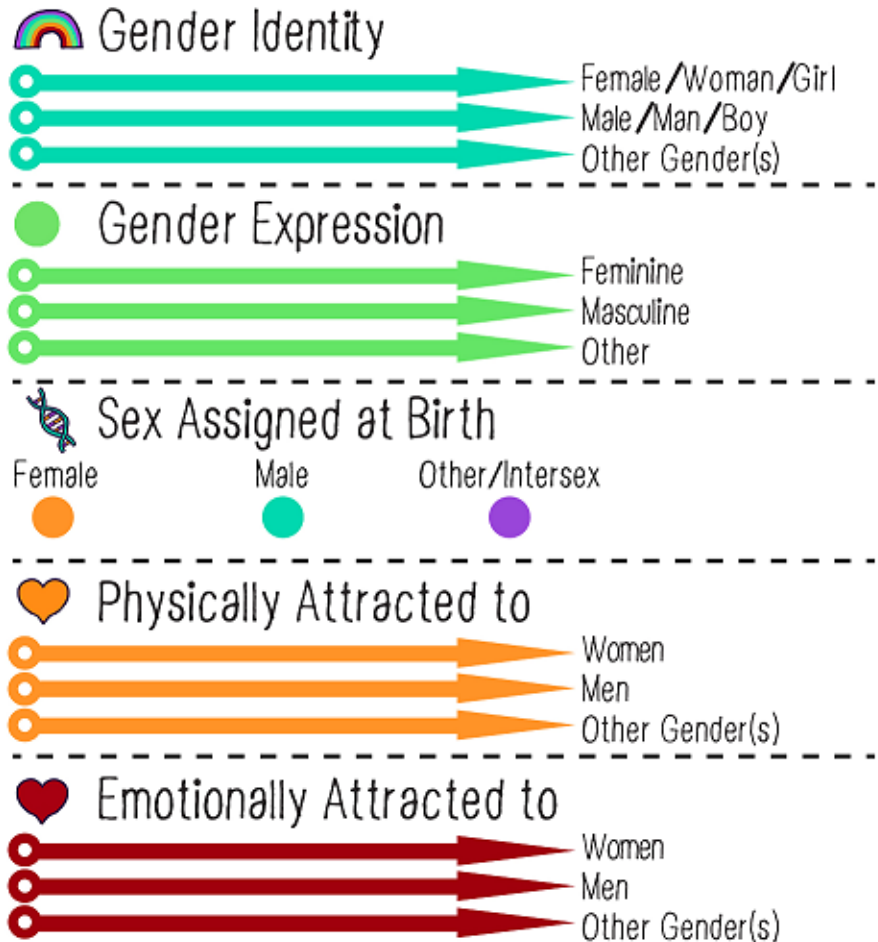 Gender Identity
Female/Woman/Girl
Male/Man/Boy
Other Gender(s)
Gender Expression
Feminine
Masculine
Other
Sex Assigned at Birth
Female Male Other/Intersex
Physically Attracted to
Women
Men
Other Gender(s)
Emotionally Attracted to
Women
Men
Other Gender(s)